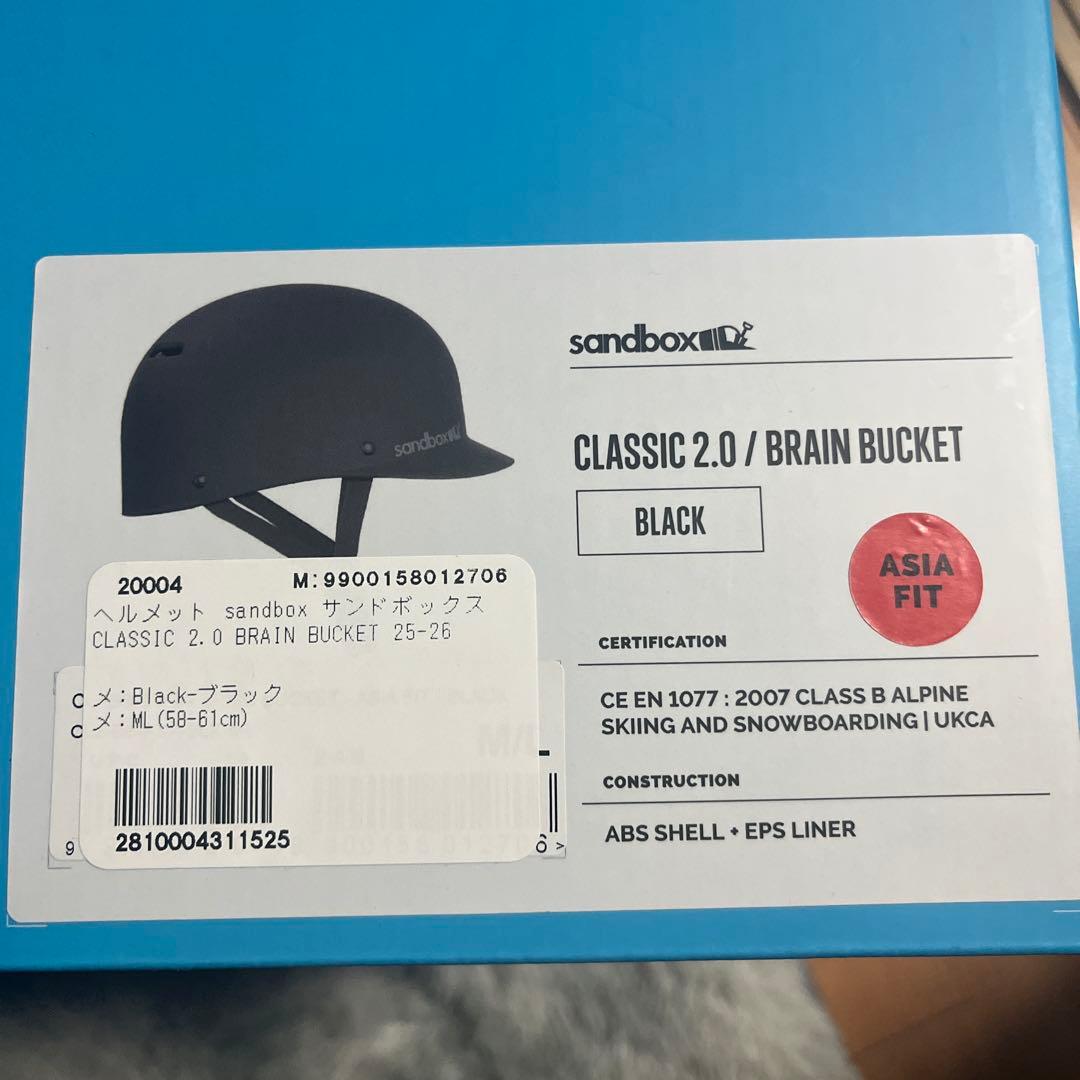 sandbox
sandbox
CLASSIC 2.0 / BRAIN BUCKET
BLACK
ASIA
FIT
CERTIFICATION
CE EN 1077 : 2007 CLASS B ALPINE
SKIING AND SNOWBOARDING | UKCA
CONSTRUCTION
ABS SHELL + EPS LINER
20004 M:9900158012706
ヘルメット sandbox サンドボックス
CLASSIC 2.0 BRAIN BUCKET 25-26
メ:Black-ブラック
メ:ML(58-61cm)
2810004311525